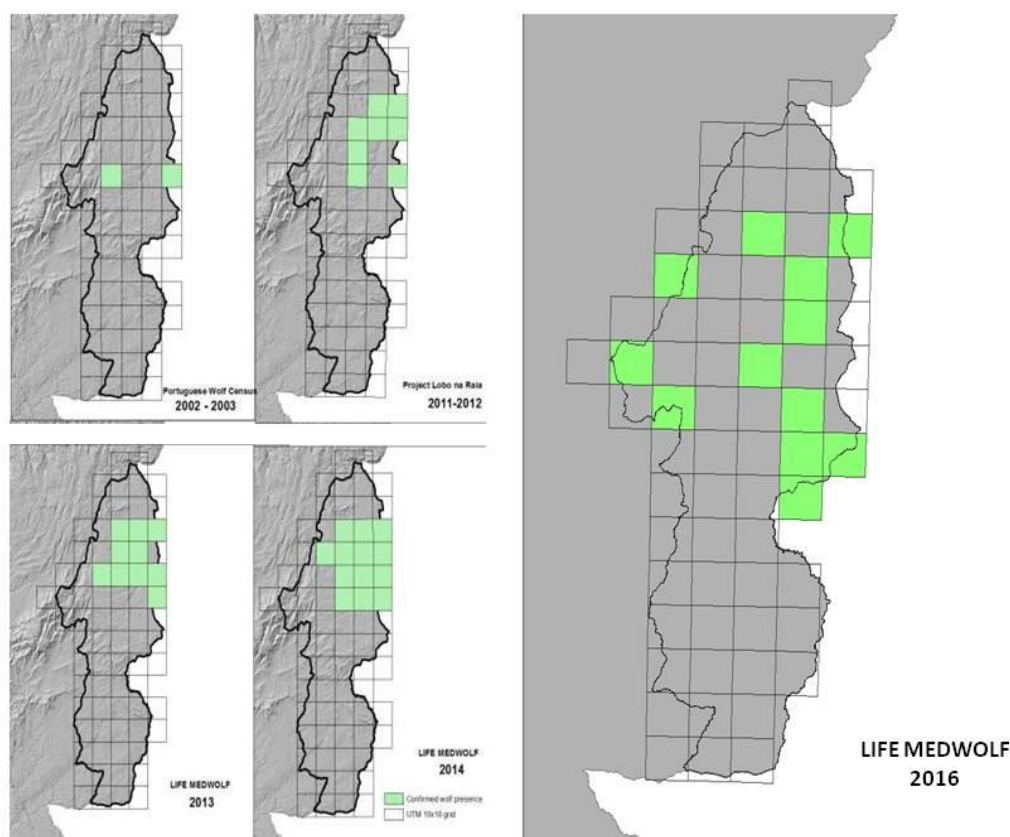 Portuguese Wolf Census
2002 - 2003
Project Lobo na Raia
2011-2012
LIFE MEDWOLF
2013
LIFE MEDWOLF
2014
Confirmed wolf presence
UTM 10x10 grid
LIFE MEDWOLF
2016